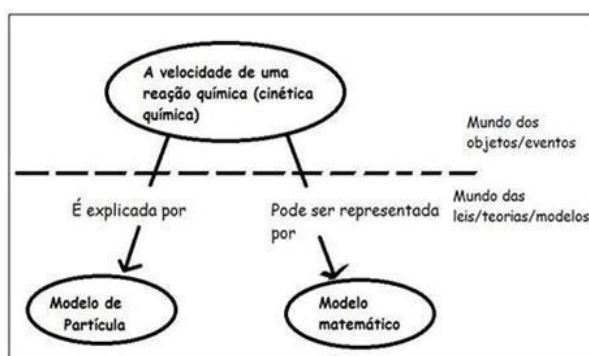 A velocidade de uma
reação química (cinética
química)
Mundo dos
objetos/eventos
Mundo das
leis/teorias/modelos
É explicada por
Pode ser representada
por
Modelo de
Partícula
Modelo
matemático